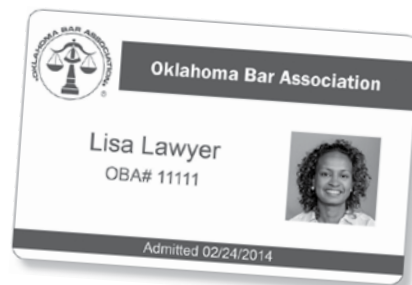 OKLAHOMA BAR ASSOCIATION
®
Oklahoma Bar Association
Lisa Lawyer
OBA# 11111
Admitted 02/24/2014